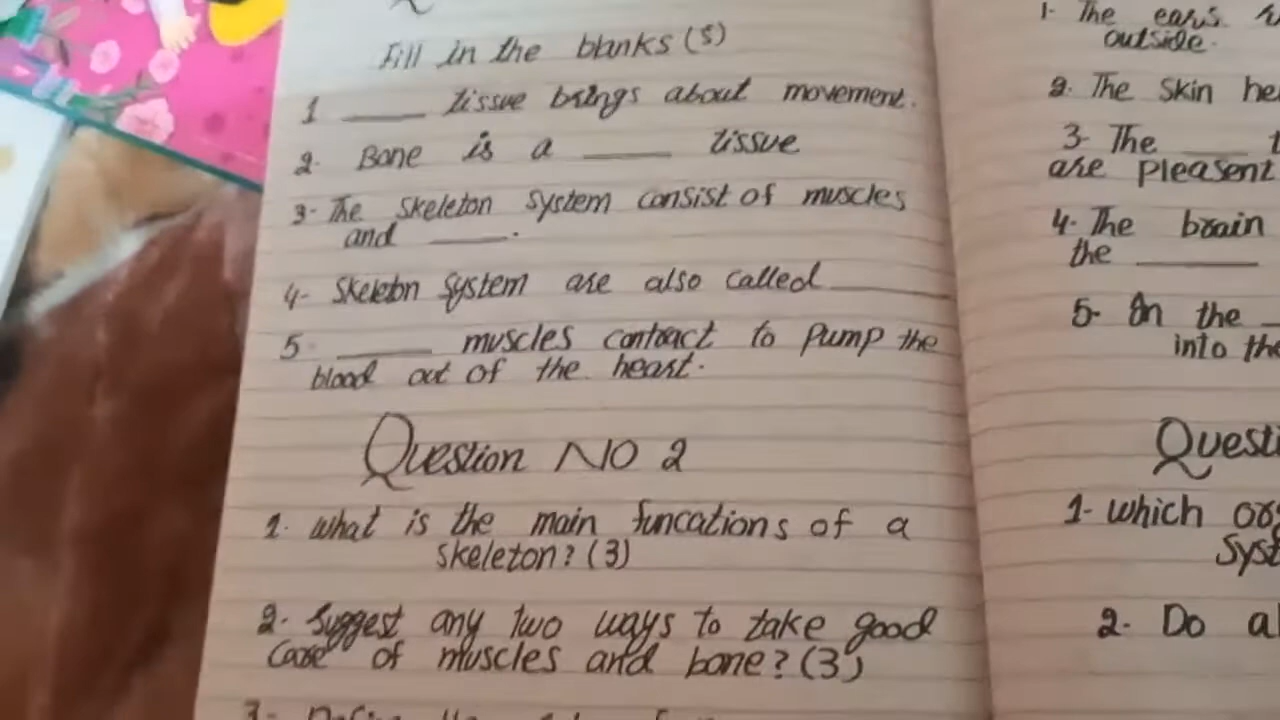 Fill in the blanks (5)
1 ____ tissue brings about movement.
2. Bone is a ____ tissue
3- The Skeleton System consist of muscles
and ____.
4- Skeleton System are also called ____
5 ____ muscles contract to Pump the
blood out of the heart.
Question NO 2
1. What is the main funcations of a
skeleton? (3)
2- Suggest any two ways to take good
Care of muscles and bone? (3)
1- The ears
outside.
2. The Skin
3- The ____
are Pleasent
4- The brain
the ____
5- In the
into the
1- which
2. Do